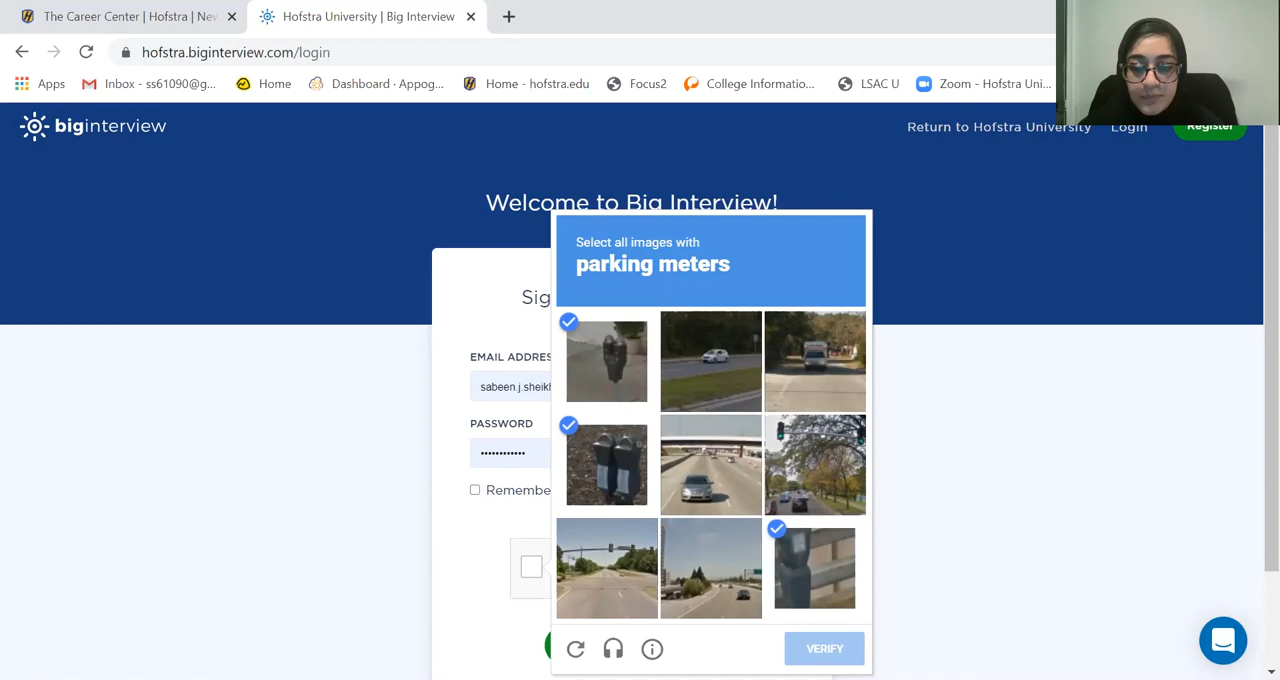 The Career Center | Hofstra | Nev
Hofstra University | Big Interview
hofstra.biginterview.com/login
Apps
Inbox - ss61090@g...
Home
Dashboard · Appog...
Home - hofstra.edu
Focus2
College Informatio...
LSAC U
Zoom - Hofstra Uni...
biginterview
Return to Hofstra University
Login
Register
Welcome to Big Interview!
Select all images with
parking meters
Sig
EMAIL ADDRES
sabeen.j.sheikh
PASSWORD
Remembe
VERIFY